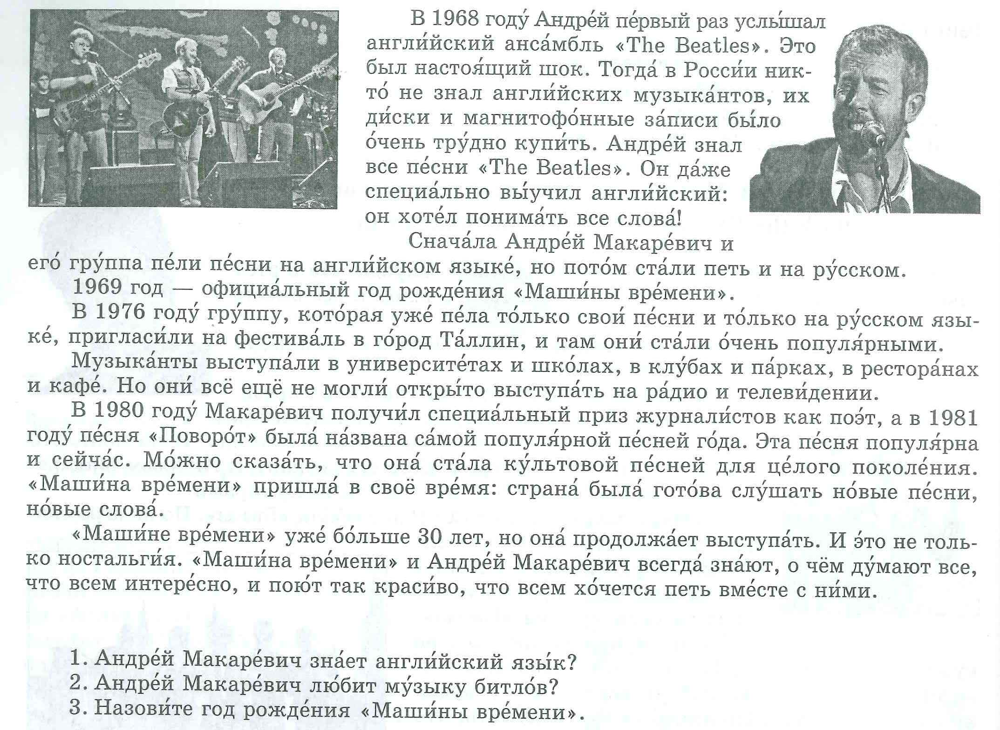 В 1968 году́ Андре́й пе́рвый раз услы́шал
англи́йский анса́мбль «The Beatles». Это
был настоя́щий шок. Тогда́ в Росси́и ник-
то́ не знал англи́йских музыка́нтов, их
ди́ски и магнитофо́нные за́писи бы́ло
о́чень тру́дно купи́ть. Андре́й знал
все пе́сни «The Beatles». Он да́же
специа́льно вы́учил англи́йский:
он хоте́л понима́ть все слова́!
Снача́ла Андре́й Макаре́вич и
его́ гру́ппа пе́ли пе́сни на англи́йском языке́, но пото́м ста́ли петь и на ру́сском.
1969 год — официа́льный год рожде́ния «Маши́ны вре́мени».
В 1976 году́ гру́ппу, кото́рая уже́ пе́ла то́лько свои́ пе́сни и то́лько на ру́сском язы-
ке́, пригласи́ли на фестива́ль в го́род Та́ллин, и там они́ ста́ли о́чень популя́рными.
Музыка́нты выступа́ли в университе́тах и шко́лах, в клу́бах и па́рках, в рестора́нах
и кафе́. Но они́ всё ещё не могли́ откры́то выступа́ть на ра́дио и телеви́дении.
В 1980 году́ Макаре́вич получи́л специа́льный приз журнали́стов как поэ́т, а в 1981
году́ пе́сня «Поворо́т» была́ на́звана са́мой популя́рной пе́сней го́да. Эта пе́сня популя́рна
и сейча́с. Мо́жно сказа́ть, что она́ ста́ла ку́льтовой пе́сней для це́лого поколе́ния.
«Маши́на вре́мени» пришла́ в своё вре́мя: страна́ была́ гото́ва слу́шать но́вые пе́сни,
но́вые слова́.
«Маши́не вре́мени» уже́ бо́льше 30 лет, но она́ продолжа́ет выступа́ть. И э́то не толь-
ко ностальги́я. «Маши́на вре́мени» и Андре́й Макаре́вич всегда́ зна́ют, о чём ду́мают все,
что всем интере́сно, и пою́т так краси́во, что всем хо́чется петь вме́сте с ни́ми.
1. Андре́й Макаре́вич зна́ет англи́йский язы́к?
2. Андре́й Макаре́вич лю́бит му́зыку битло́в?
3. Назови́те год рожде́ния «Маши́ны вре́мени».